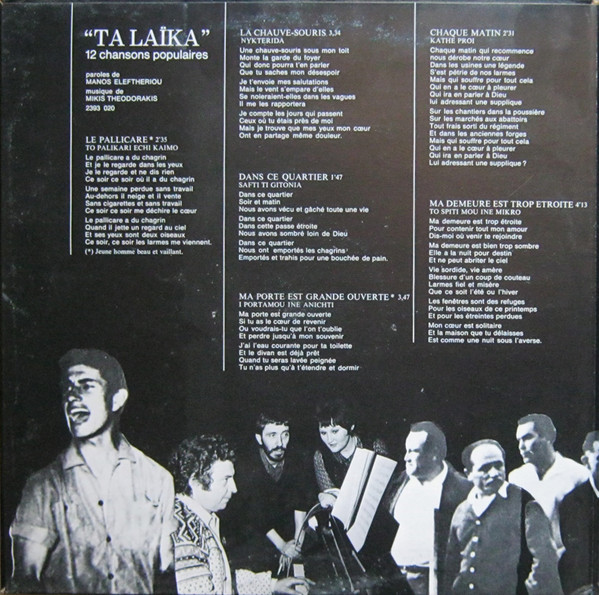 “TA LAÏKA”
12 chansons populaires
paroles de
MANOS ELEFTHERIOU
musique de
MIKIS THEODORAKIS
2393 020
LE PALLICARE * 2'35
TO PALIKARI ECHI KAIMO
Le pallicare a du chagrin
Et je le regarde dans les yeux
Je le regarde et ne dis rien
Ce soir ce soir où il a du chagrin
Une semaine perdue sans travail
Au-dehors il neige et il vente
Sans cigarettes et sans travail
Ce soir ce soir me déchire le cœur
Le pallicare a du chagrin
Quand il jette un regard au ciel
Et ses yeux sont deux oiseaux
Ce soir, ce soir les larmes me viennent.
(*) Jeune homme beau et vaillant.
LA CHAUVE-SOURIS 3,54
NYKTERIDA
Une chauve-souris sous mon toit
Monte la garde du foyer
Qui donc pourra t'en parler
Que tu saches mon désespoir
Je t'envoie mes salutations
Mais le vent s'empare d'elles
Se noieraient-elles dans les vagues
Il me les rapportera
Je compte les jours qui passent
Ceux où tu étais près de moi
Mais je trouve que mes yeux mon cœur
Ont en partage même douleur.
DANS CE QUARTIER 1'47
SAFTI TI GITONIA
Dans ce quartier
Soir et matin
Nous avons vécu et gâché toute une vie
Dans ce quartier
Dans cette passe étroite
Nous avons sombré loin de Dieu
Dans ce quartier
Nous ont emportés les chagrins
Emportés et trahis pour une bouchée de pain.
MA PORTE EST GRANDE OUVERTE * 3,47
I PORTAMOU INE ANICHTI
Ma porte est grande ouverte
Si tu as le cœur de revenir
Ou voudrais-tu que l'on t'oublie
Et perdre jusqu'à mon souvenir
J'ai l'eau courante pour ta toilette
Et le divan est déjà prêt
Quand tu seras lavée peignée
Tu n'as plus qu'à t'étendre et dormir
CHAQUE MATIN 2'31
KATHE PROI
Chaque matin qui recommence
nous dérobe notre cœur
Dans les usines une légende
S'est pétrie de nos larmes
Mais qui souffre pour tout cela
Qui en a le cœur à pleurer
Qui ira en parler à Dieu
lui adressant une supplique
Sur les chantiers dans la poussière
Sur les marchés aux abattoirs
Tout frais sorti du régiment
Et dans les anciennes forges
Mais qui souffre pour tout cela
Qui en a le cœur à pleurer
Qui ira en parler à Dieu
Lui adressant une supplique ?
MA DEMEURE EST TROP ETROITE 4'13
TO SPITI MOU INE MIKRO
Ma demeure est trop étroite
Pour contenir tout mon amour
Dis-moi où venir te rejoindre
Ma demeure est bien trop sombre
Elle a la nuit pour destin
Et ne peut abriter le ciel
Vie sordide, vie amère
Blessure d'un coup de couteau
Larmes fiel et misère
Que ce soit l'été ou l'hiver
Les fenêtres sont des refuges
Pour les oiseaux de ce printemps
Et pour les étreintes perdues
Mon cœur est solitaire
Et la maison que tu délaisses
Est comme une nuit sous l'averse.